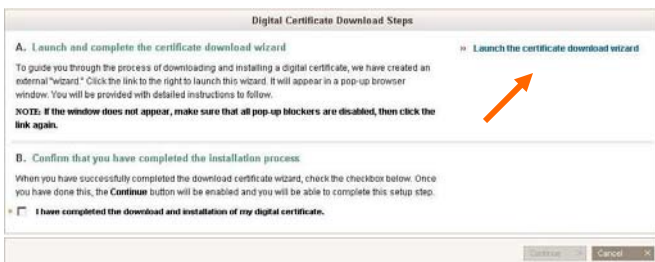 Digital Certificate Download Steps
A. Launch and complete the certificate download wizard
» Launch the certificate download wizard
To guide you through the process of downloading and installing a digital certificate, we have created an
external "wizard." Click the link to the right to launch this wizard. It will appear in a pop-up browser
window. You will be provided with detailed instructions to follow.
NOTE: If the window does not appear, make sure that all pop-up blockers are disabled, then click the
link again.
B. Confirm that you have completed the installation process
When you have successfully completed the download certificate wizard, check the checkbox below. Once
you have done this, the Continue button will be enabled and you will be able to complete this setup step.
I have completed the download and installation of my digital certificate.
Continue
Cancel